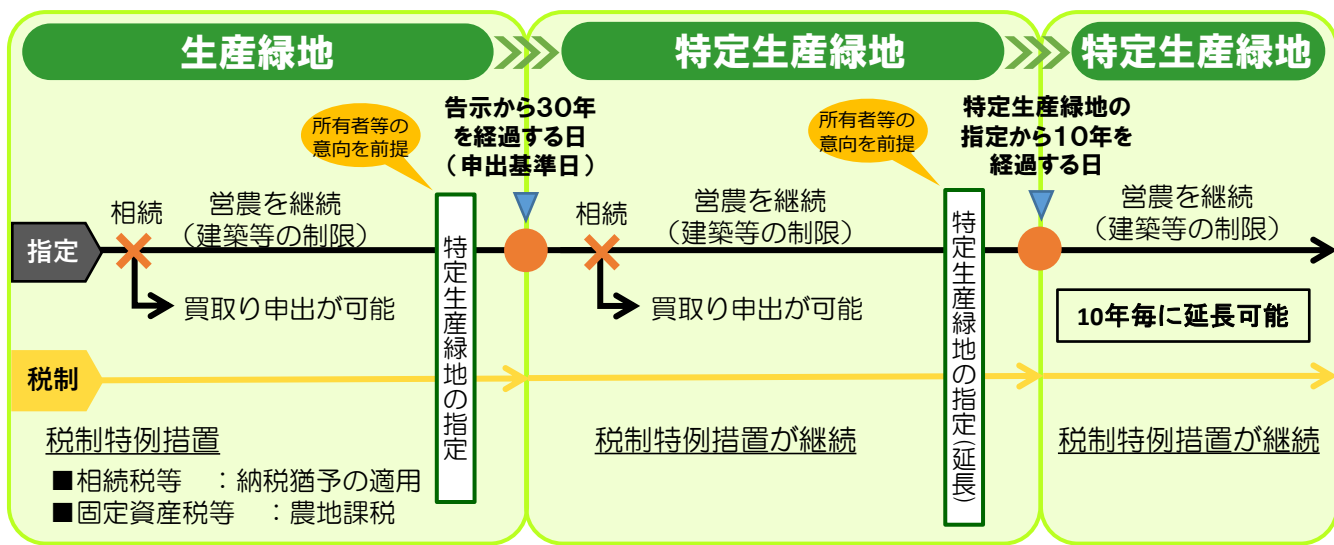 生産緑地
特定生産緑地
特定生産緑地
所有者等の
意向を前提
告示から30年
を経過する日
（申出基準日）
所有者等の
意向を前提
特定生産緑地の
指定から10年を
経過する日
指定
相続
営農を継続
（建築等の制限）
買取り申出が可能
特定生産緑地の指定
相続
営農を継続
（建築等の制限）
買取り申出が可能
特定生産緑地の指定（延長）
営農を継続
（建築等の制限）
10年毎に延長可能
税制
税制特例措置
■相続税等　：納税猶予の適用
■固定資産税等　：農地課税
税制特例措置が継続
税制特例措置が継続